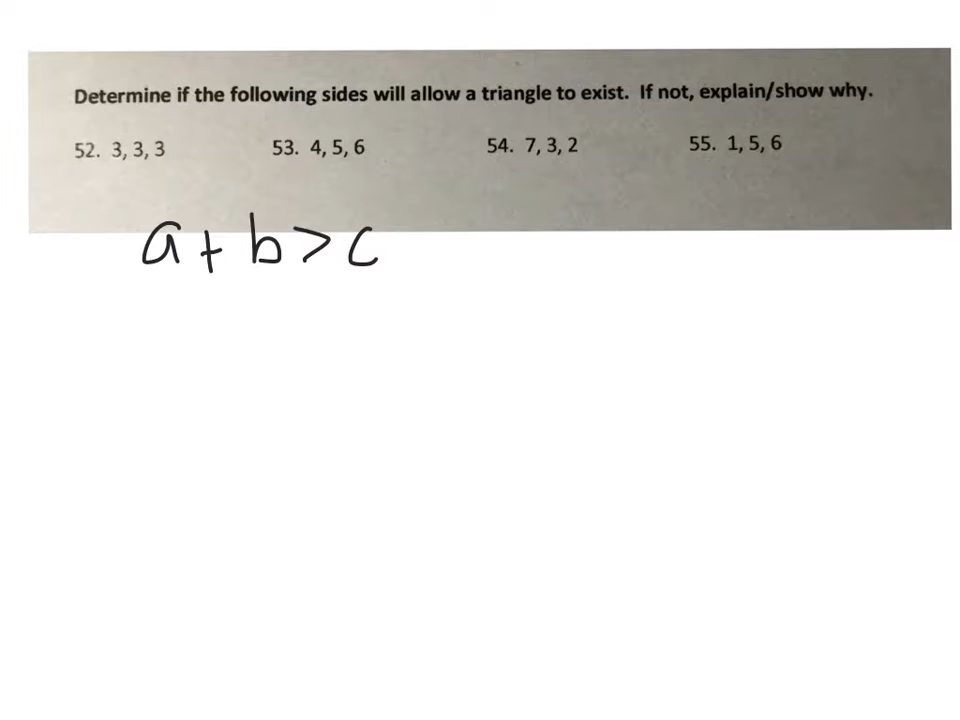 Determine if the following sides will allow a triangle to exist. If not, explain/show why.
52. 3, 3, 3 53. 4, 5, 6 54. 7, 3, 2 55. 1, 5, 6
a + b > c